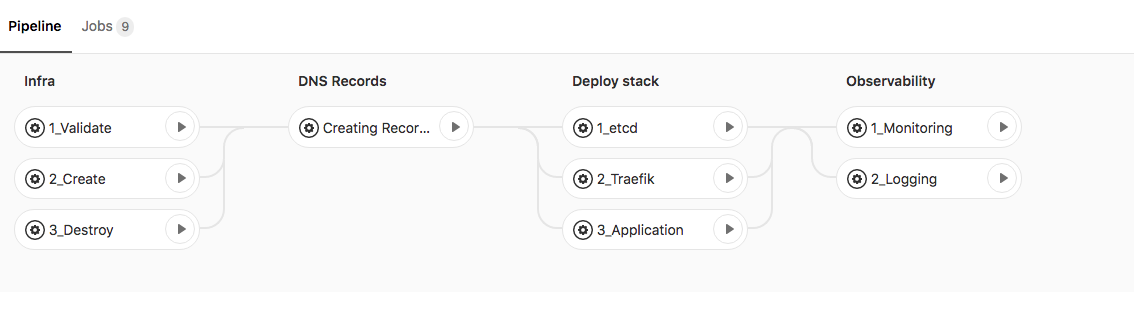 Pipeline Jobs 9
Infra
1_Validate
2_Create
3_Destroy
DNS Records
Creating Recor...
Deploy stack
1_etcd
2_Traefik
3_Application
Observability
1_Monitoring
2_Logging